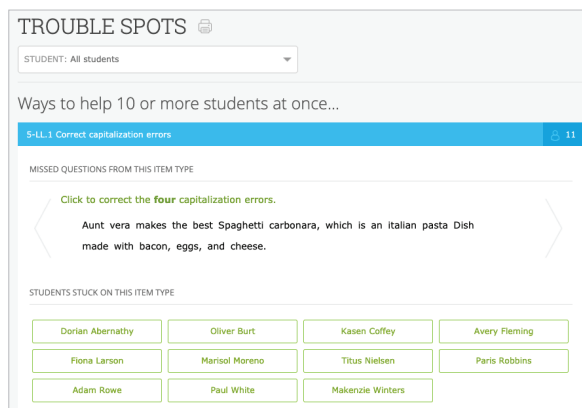 TROUBLE SPOTS
STUDENT: All students
Ways to help 10 or more students at once...
5-LL.1 Correct capitalization errors 11
MISSED QUESTIONS FROM THIS ITEM TYPE
Click to correct the four capitalization errors.
Aunt vera makes the best Spaghetti carbonara, which is an italian pasta Dish
made with bacon, eggs, and cheese.
STUDENTS STUCK ON THIS ITEM TYPE
Dorian Abernathy Oliver Burt Kasen Coffey Avery Fleming
Fiona Larson Marisol Moreno Titus Nielsen Paris Robbins
Adam Rowe Paul White Makenzie Winters